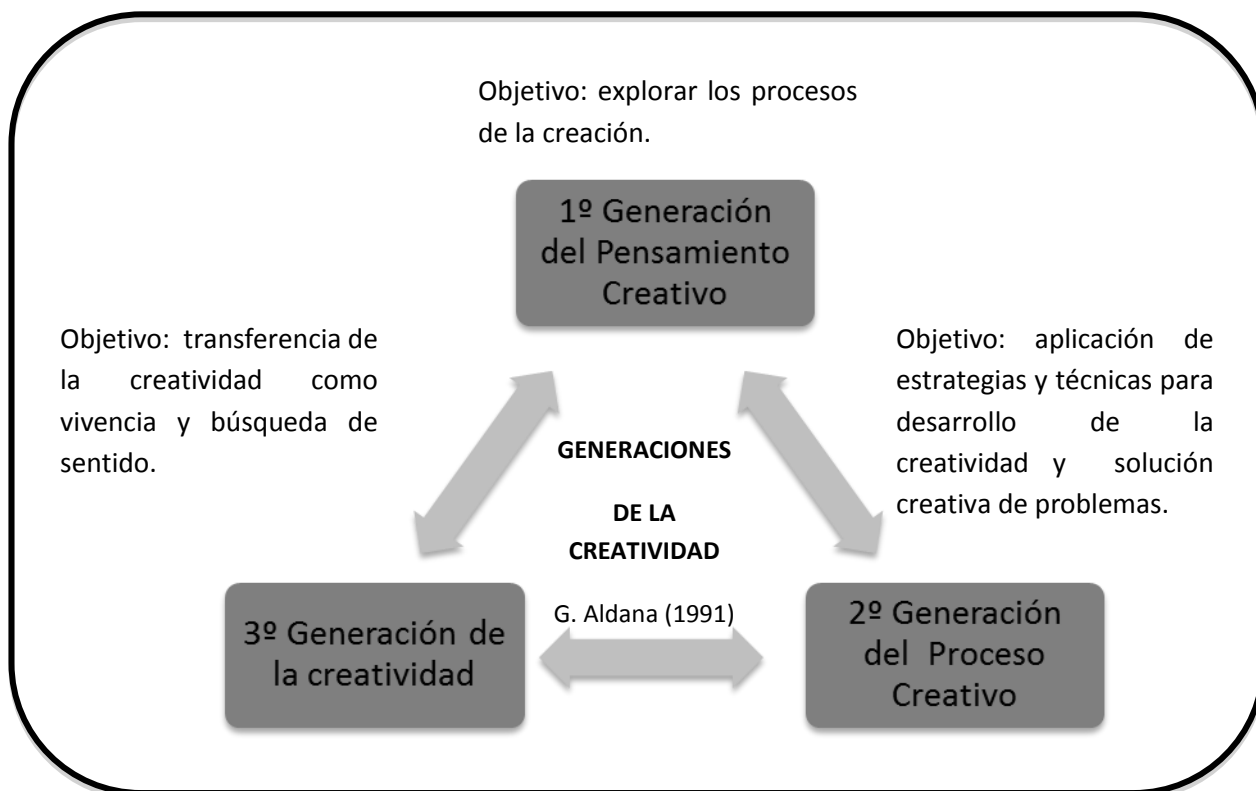 Objetivo: explorar los procesos
de la creación.
1º Generación
del Pensamiento
Creativo
Objetivo: transferencia de
la creatividad como
vivencia y búsqueda de
sentido.
Objetivo: aplicación de
estrategias y técnicas para
desarrollo de la
creatividad y solución
creativa de problemas.
GENERACIONES
DE LA
CREATIVIDAD
G. Aldana (1991)
3º Generación de
la creatividad
2º Generación
del Proceso
Creativo